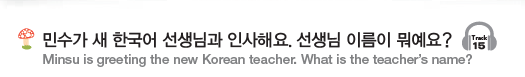 민수가 새 한국어 선생님과 인사해요. 선생님 이름이 뭐예요? Track 15
Minsu is greeting the new Korean teacher. What is the teacher's name?